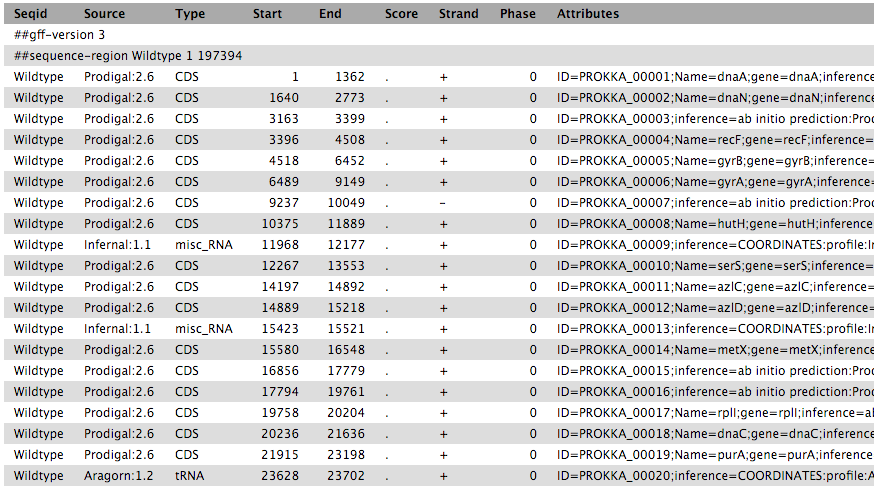 Seqid Source Type Start End Score Strand Phase Attributes
##gff-version 3
##sequence-region Wildtype 1 197394
Wildtype Prodigal:2.6 CDS 1 1362 . + 0 ID=PROKKA_00001;Name=dnaA;gene=dnaA;inference
Wildtype Prodigal:2.6 CDS 1640 2773 . + 0 ID=PROKKA_00002;Name=dnaN;gene=dnaN;inference
Wildtype Prodigal:2.6 CDS 3163 3399 . + 0 ID=PROKKA_00003;inference=ab initio prediction:Prod
Wildtype Prodigal:2.6 CDS 3396 4508 . + 0 ID=PROKKA_00004;Name=recF;gene=recF;inference=
Wildtype Prodigal:2.6 CDS 4518 6452 . + 0 ID=PROKKA_00005;Name=gyrB;gene=gyrB;inference=
Wildtype Prodigal:2.6 CDS 6489 9149 . + 0 ID=PROKKA_00006;Name=gyrA;gene=gyrA;inference=
Wildtype Prodigal:2.6 CDS 9237 10049 . – 0 ID=PROKKA_00007;inference=ab initio prediction:Prod
Wildtype Prodigal:2.6 CDS 10375 11889 . + 0 ID=PROKKA_00008;Name=hutH;gene=hutH;inference
Wildtype Infernal:1.1 misc_RNA 11968 12177 . + 0 ID=PROKKA_00009;inference=COORDINATES:profile:In
Wildtype Prodigal:2.6 CDS 12267 13553 . + 0 ID=PROKKA_00010;Name=serS;gene=serS;inference=
Wildtype Prodigal:2.6 CDS 14197 14892 . + 0 ID=PROKKA_00011;Name=azlC;gene=azlC;inference=
Wildtype Prodigal:2.6 CDS 14889 15218 . + 0 ID=PROKKA_00012;Name=azlD;gene=azlD;inference=
Wildtype Infernal:1.1 misc_RNA 15423 15521 . + 0 ID=PROKKA_00013;inference=COORDINATES:profile:In
Wildtype Prodigal:2.6 CDS 15580 16548 . + 0 ID=PROKKA_00014;Name=metX;gene=metX;inference
Wildtype Prodigal:2.6 CDS 16856 17779 . + 0 ID=PROKKA_00015;inference=ab initio prediction:Prod
Wildtype Prodigal:2.6 CDS 17794 19761 . + 0 ID=PROKKA_00016;inference=ab initio prediction:Prod
Wildtype Prodigal:2.6 CDS 19758 20204 . + 0 ID=PROKKA_00017;Name=rplI;gene=rplI;inference=ab
Wildtype Prodigal:2.6 CDS 20236 21636 . + 0 ID=PROKKA_00018;Name=dnaC;gene=dnaC;inference
Wildtype Prodigal:2.6 CDS 21915 23198 . + 0 ID=PROKKA_00019;Name=purA;gene=purA;inference
Wildtype Aragorn:1.2 tRNA 23628 23702 . + 0 ID=PROKKA_00020;inference=COORDINATES:profile:A